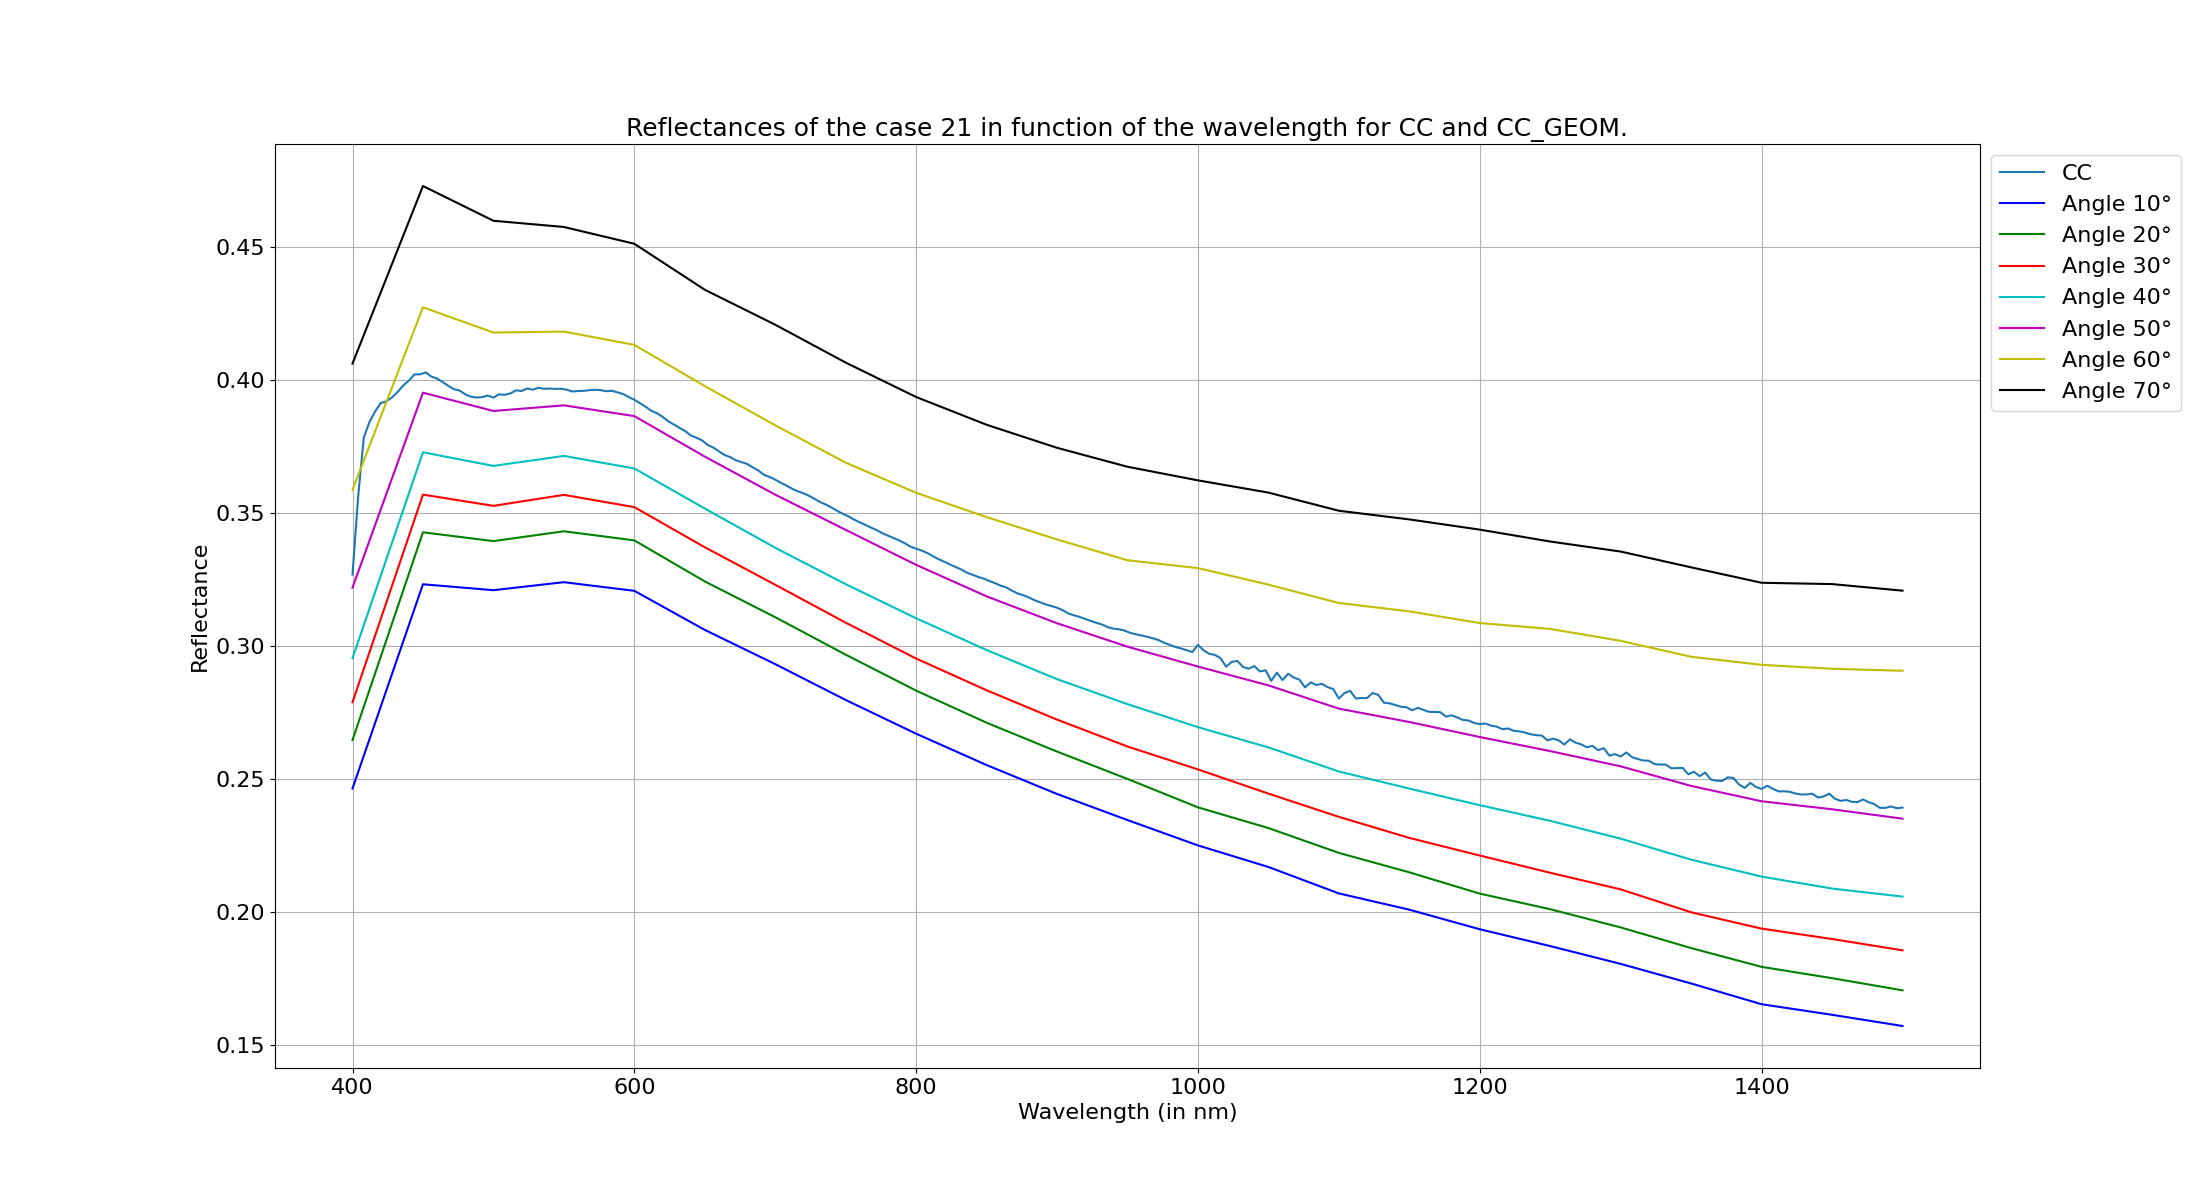 Reflectances of the case 21 in function of the wavelength for CC and CC_GEOM.
CC
Angle 10°
Angle 20°
Angle 30°
Angle 40°
Angle 50°
Angle 60°
Angle 70°
Reflectance
0.45
0.40
0.35
0.30
0.25
0.20
0.15
400 600 800 1000 1200 1400
Wavelength (in nm)